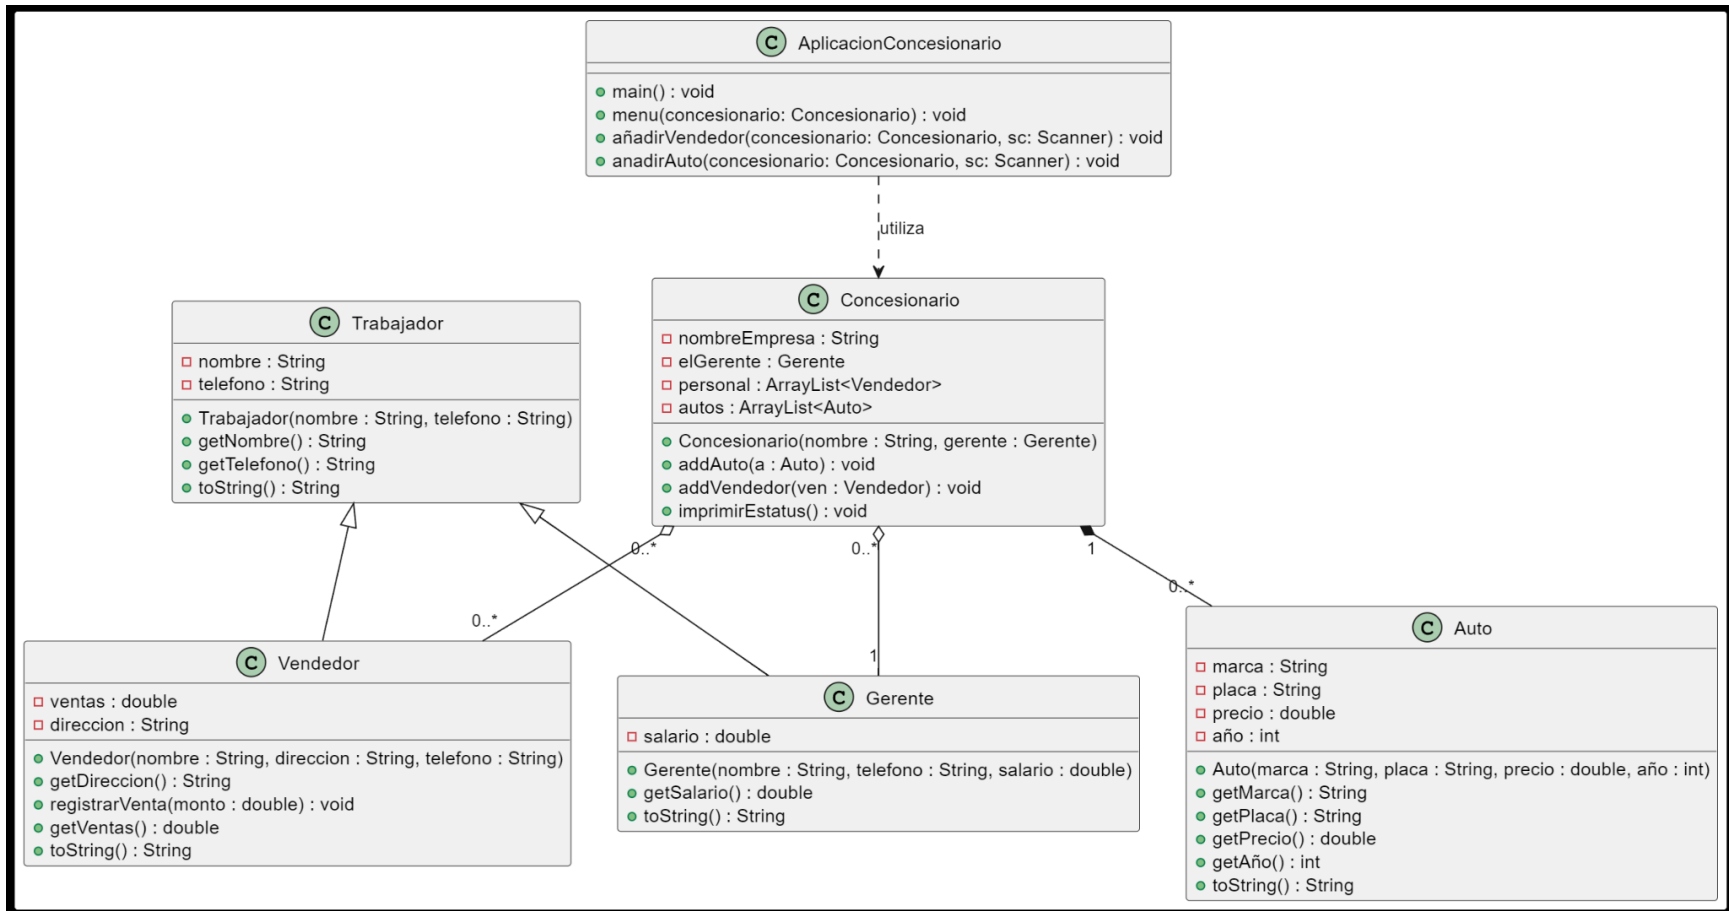 C AplicacionConcesionario
main() : void
menu(concesionario: Concesionario) : void
añadirVendedor(concesionario: Concesionario, sc: Scanner) : void
anadirAuto(concesionario: Concesionario, sc: Scanner) : void
utiliza
C Trabajador
nombre : String
telefono : String
Trabajador(nombre : String, telefono : String)
getNombre() : String
getTelefono() : String
toString() : String
C Concesionario
nombreEmpresa : String
elGerente : Gerente
personal : ArrayList<Vendedor>
autos : ArrayList<Auto>
Concesionario(nombre : String, gerente : Gerente)
addAuto(a : Auto) : void
addVendedor(ven : Vendedor) : void
imprimirEstatus() : void
0..*
0..*
1
0..*
0..*
1
C Vendedor
ventas : double
direccion : String
Vendedor(nombre : String, direccion : String, telefono : String)
getDireccion() : String
registrarVenta(monto : double) : void
getVentas() : double
toString() : String
C Gerente
salario : double
Gerente(nombre : String, telefono : String, salario : double)
getSalario() : double
toString() : String
C Auto
marca : String
placa : String
precio : double
año : int
Auto(marca : String, placa : String, precio : double, año : int)
getMarca() : String
getPlaca() : String
getPrecio() : double
getAño() : int
toString() : String